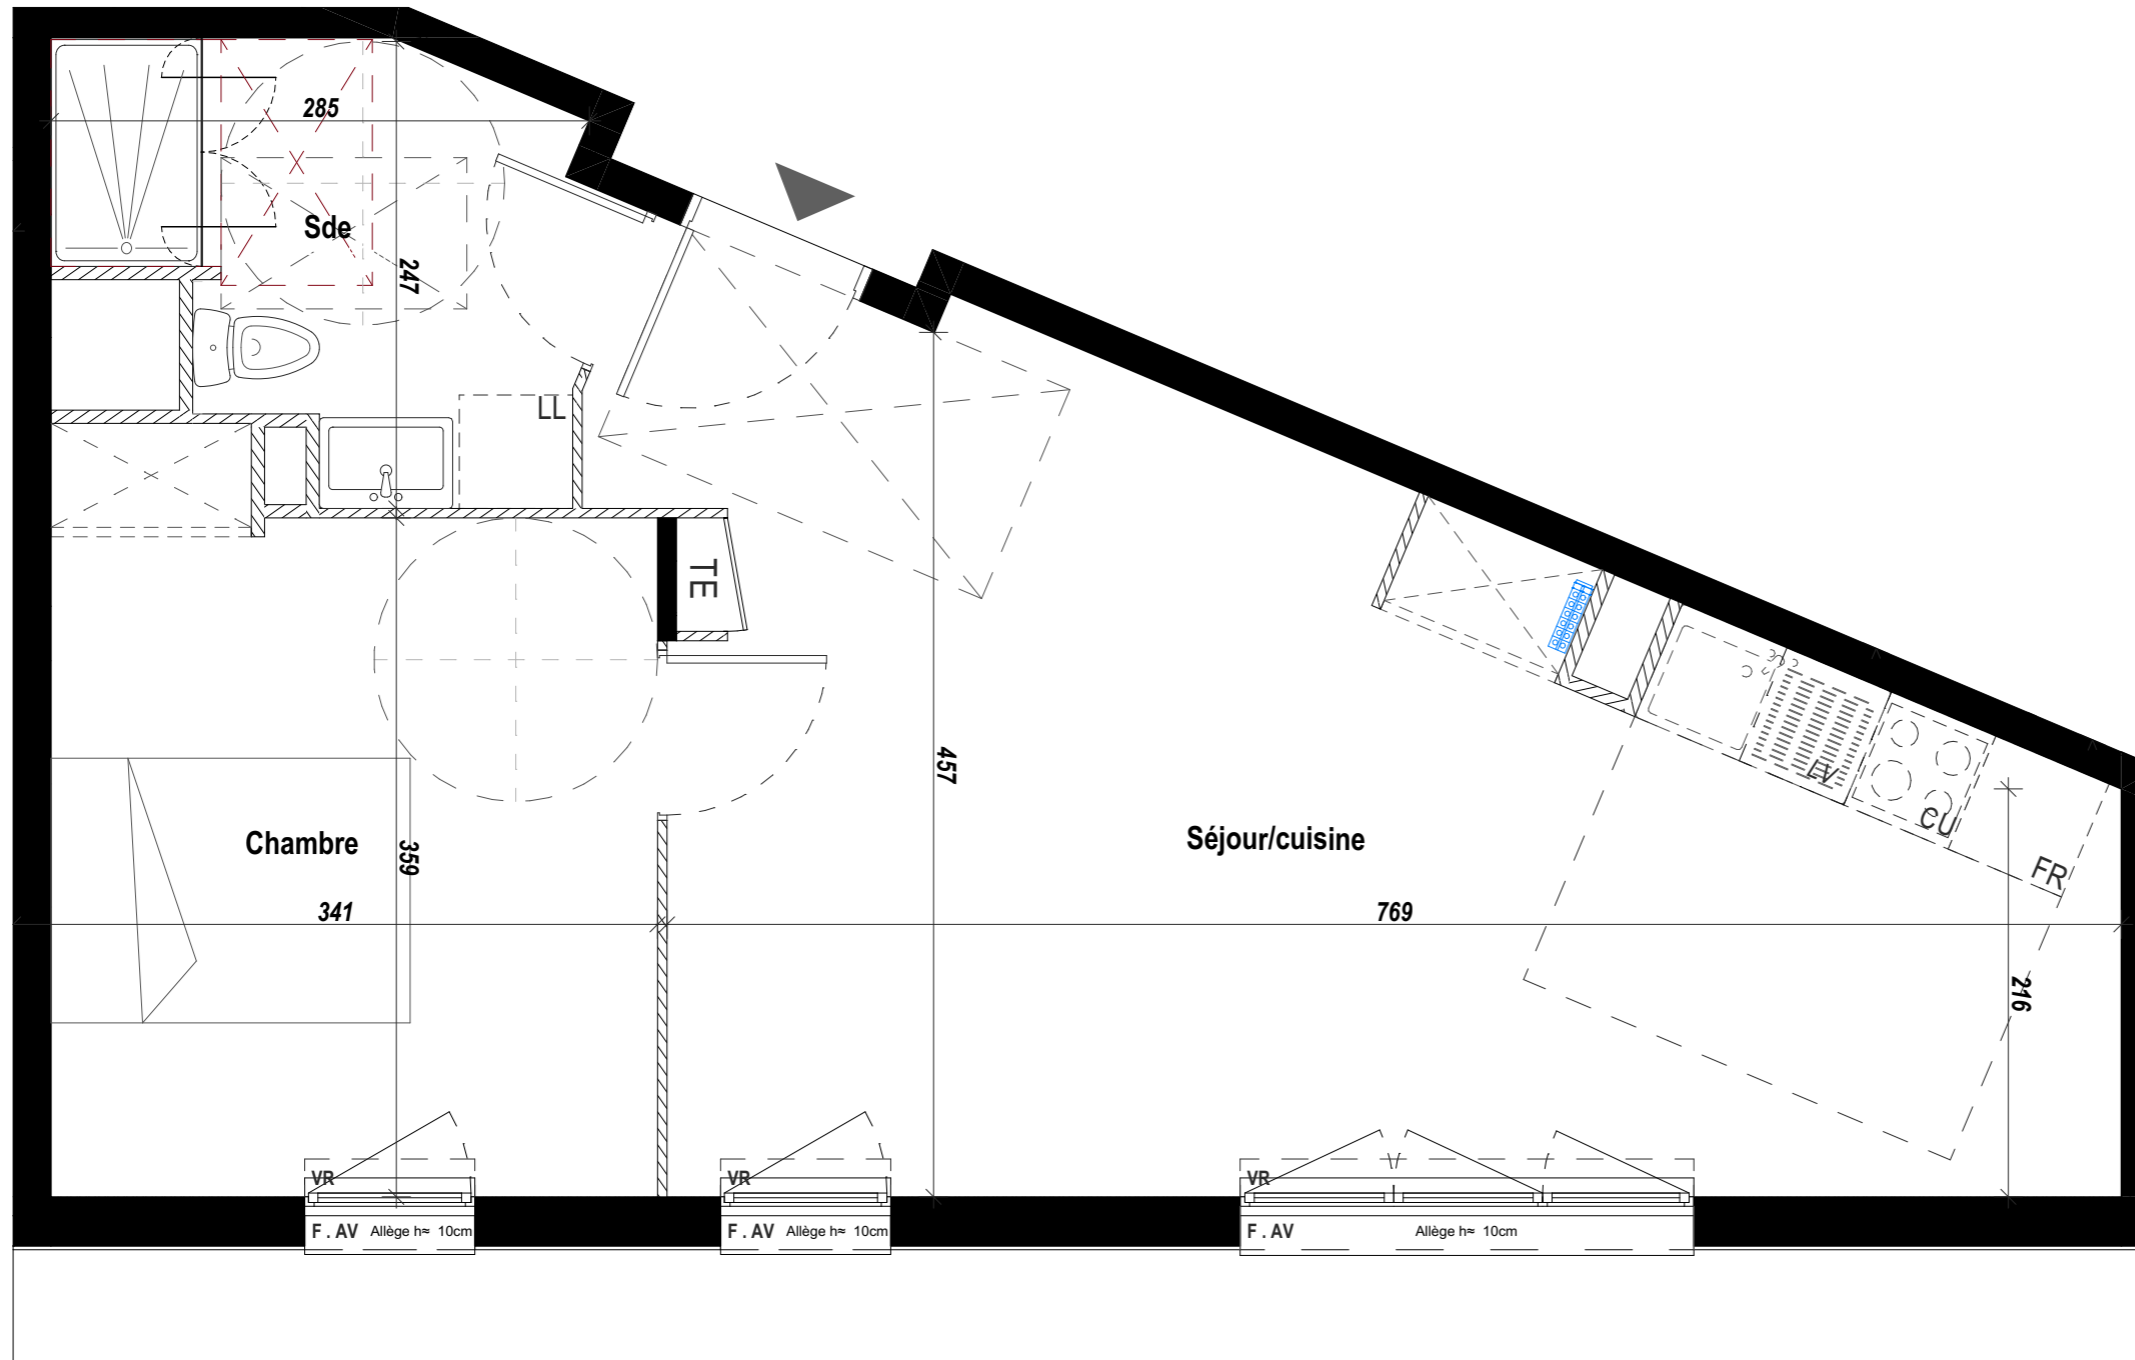 285
Sde
247
LL
TE
457
LV
CU
FR
Chambre
359
Séjour/cuisine
341
769
216
VR
VR
VR
F . AV Allège h≈ 10cm
F . AV Allège h≈ 10cm
F . AV Allège h≈ 10cm